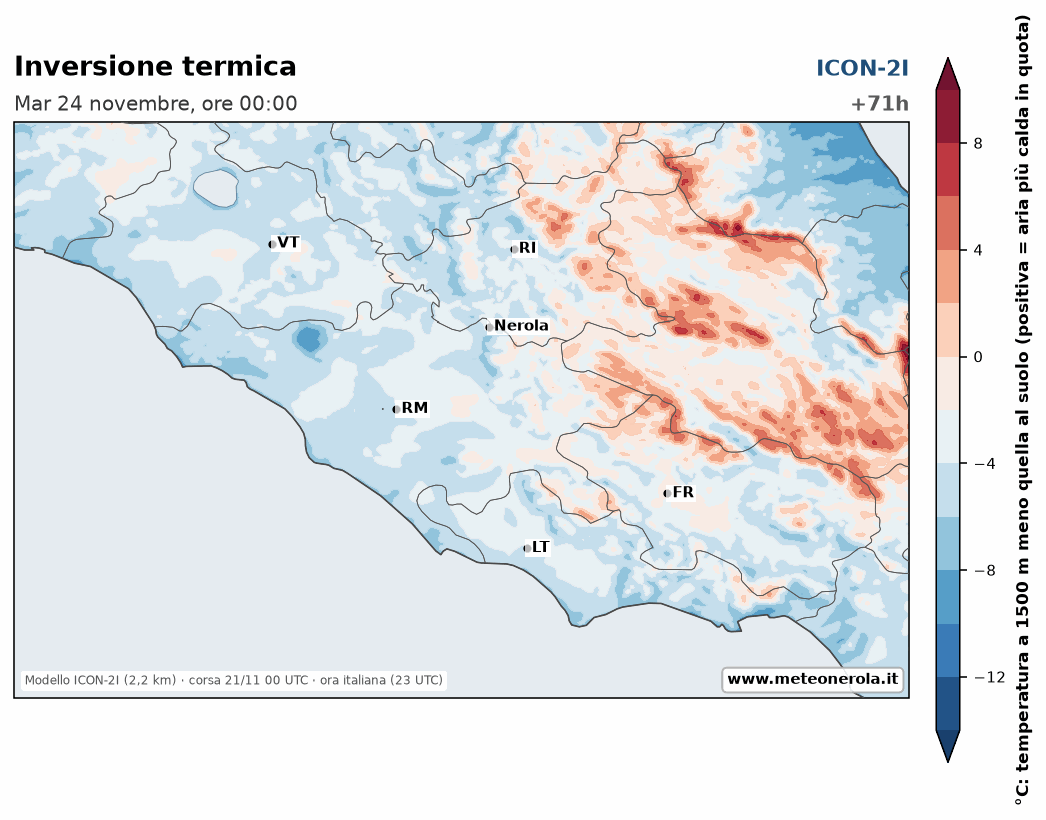 Inversione termica
ICON-2I
Mar 24 novembre, ore 00:00
+71h
VT
RI
Nerola
RM
FR
LT
Modello ICON-2I (2,2 km) · corsa 21/11 00 UTC · ora italiana (23 UTC)
www.meteonerola.it
8
4
0
−4
−8
−12
°C: temperatura a 1500 m meno quella al suolo (positiva = aria più calda in quota)